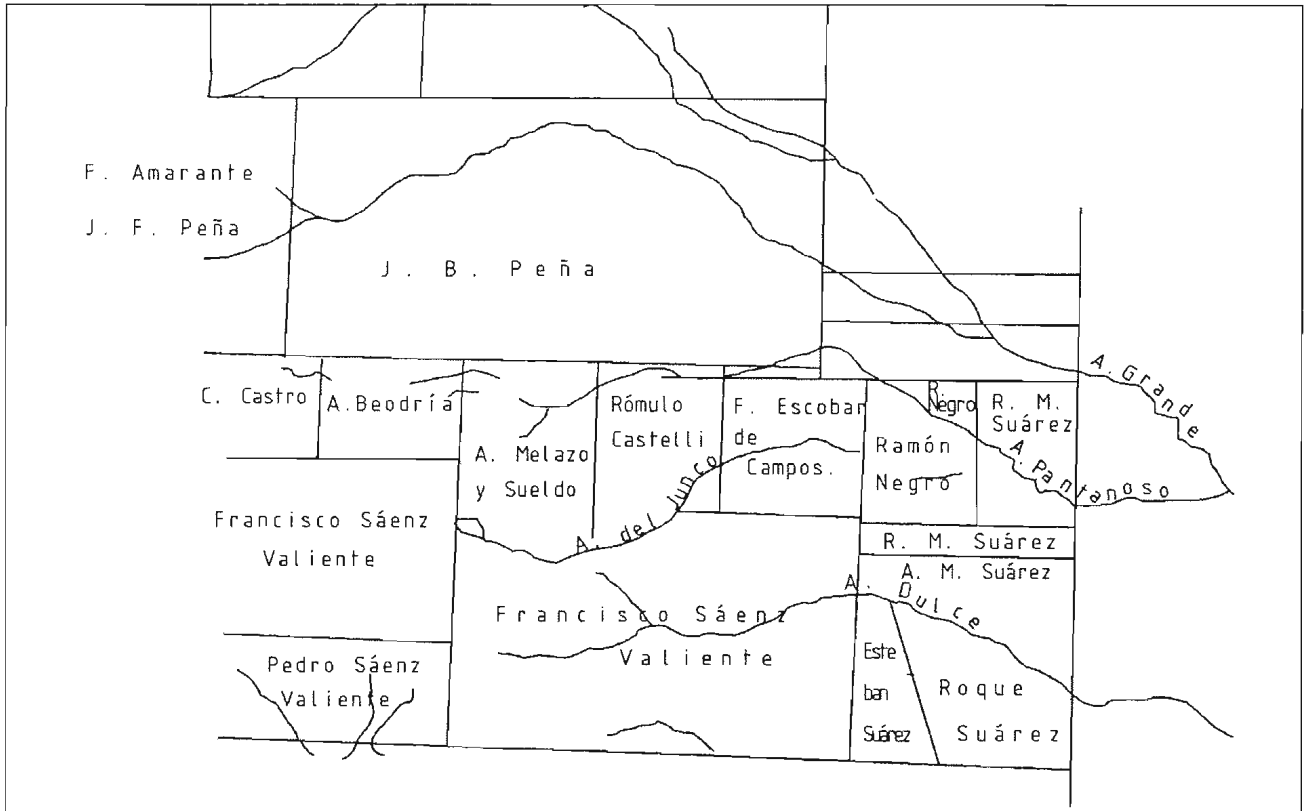 F. Amarante
J. F. Peña
J. B. Peña
A. Grande
C. Castro
A. Beodría
A. Melazo
y Sueldo
Rómulo
Castelli
F. Escobar
de
Campos.
R.
Negro
Ramón
Negro
R. M.
Suárez
A. Pantanoso
A. del Junco
Francisco Sáenz
Valiente
R. M. Suárez
A. M. Suárez
A. Dulce
Francisco Sáenz
Valiente
Pedro Sáenz
Valiente
Este
ban
Suárez
Roque
Suárez